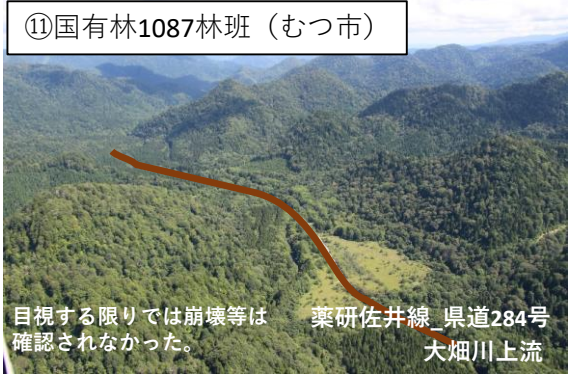 ⑪国有林1087林班（むつ市）
目視する限りでは崩壊等は
確認されなかった。
薬研佐井線_県道284号
大畑川上流